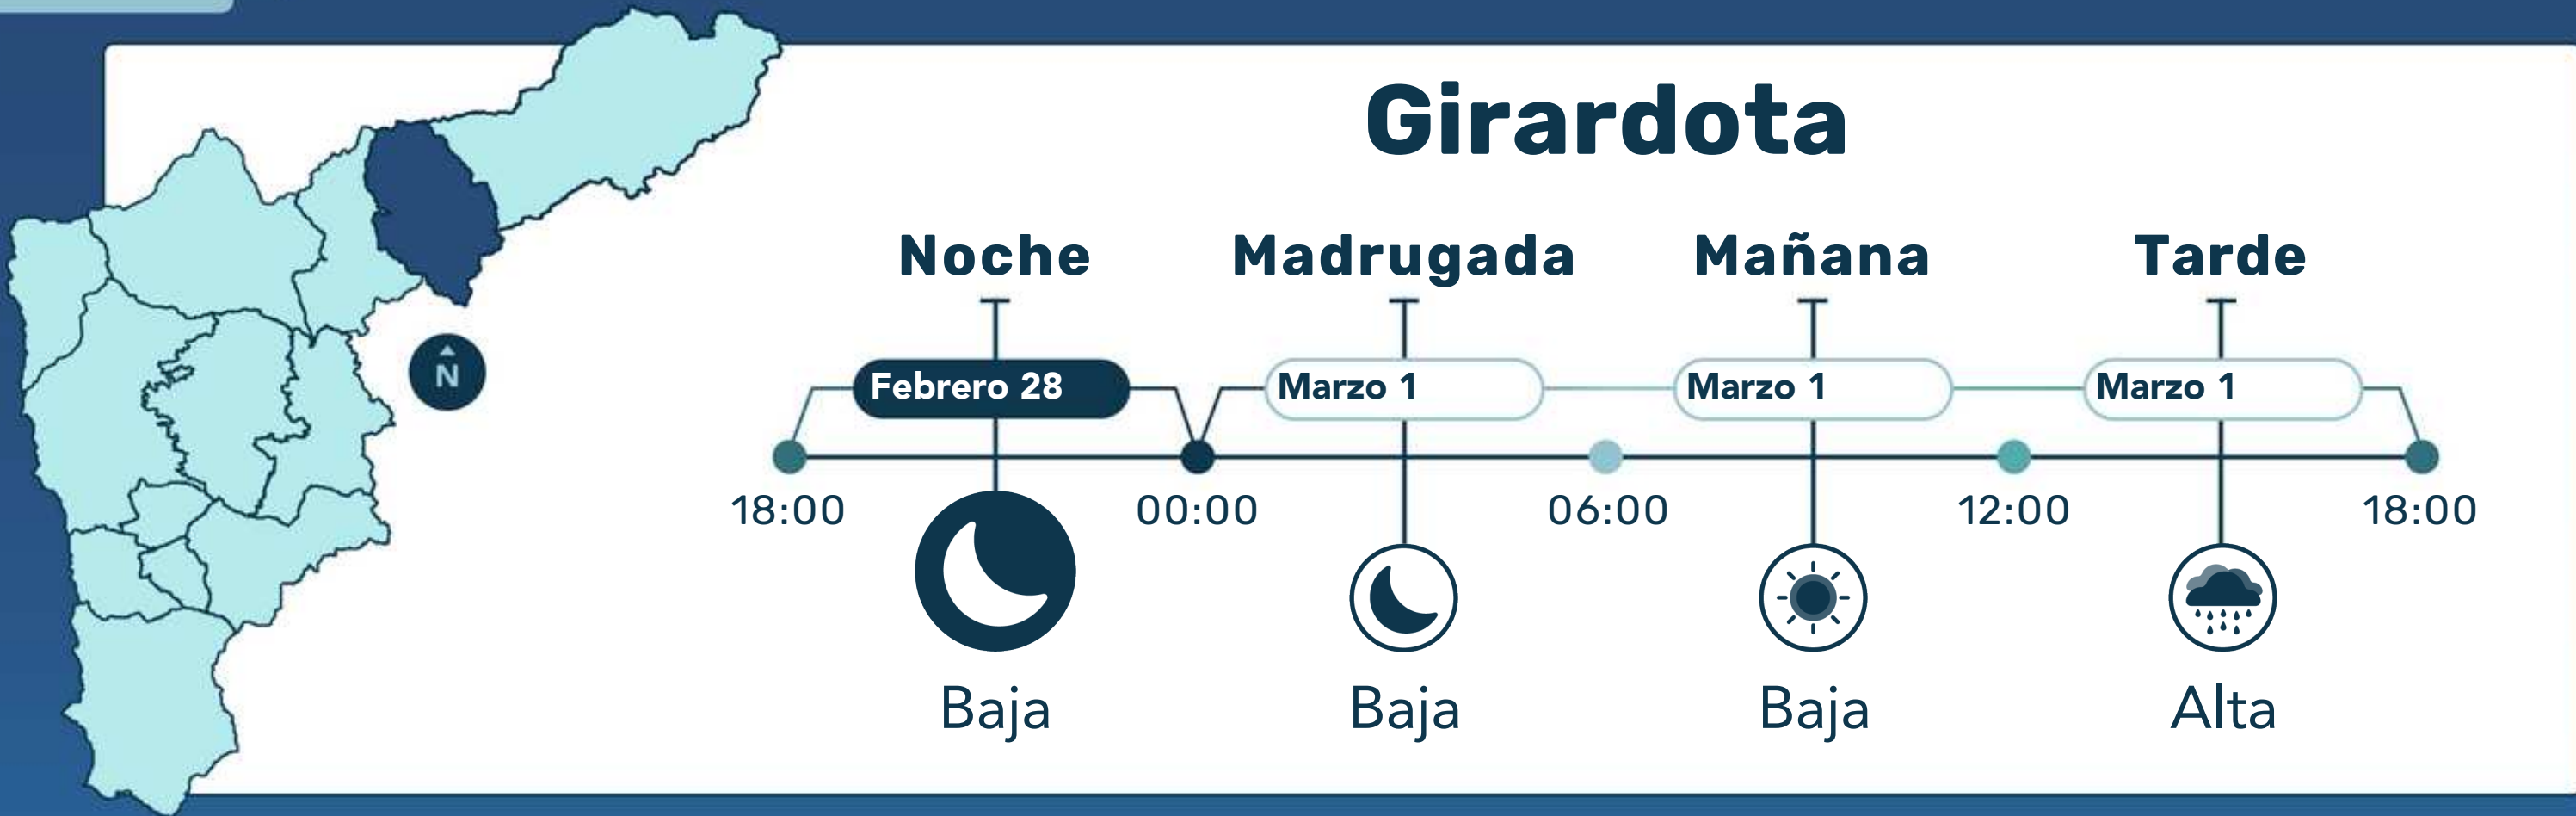 Girardota
Noche Madrugada Mañana Tarde
Febrero 28 Marzo 1 Marzo 1 Marzo 1
18:00 00:00 06:00 12:00 18:00
Baja Baja Baja Alta
N